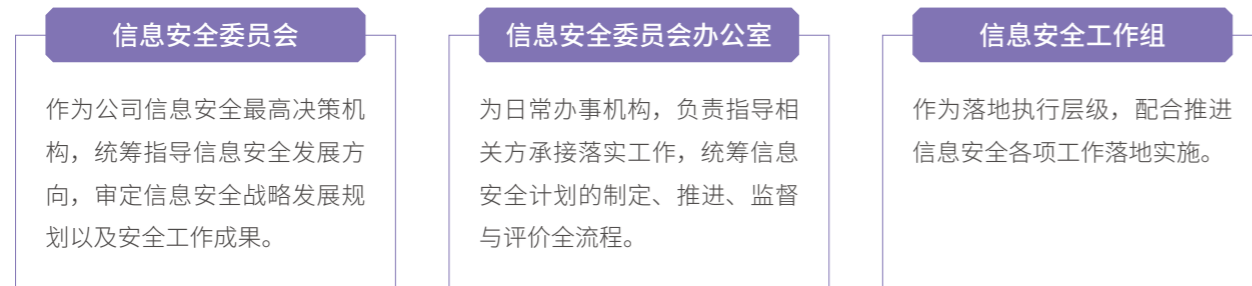 信息安全委员会
作为公司信息安全最高决策机
构，统筹指导信息安全发展方
向，审定信息安全战略发展规
划以及安全工作成果。
信息安全委员会办公室
为日常办事机构，负责指导相
关方承接落实工作，统筹信息
安全计划的制定、推进、监督
与评价全流程。
信息安全工作组
作为落地执行层级，配合推进
信息安全各项工作落地实施。